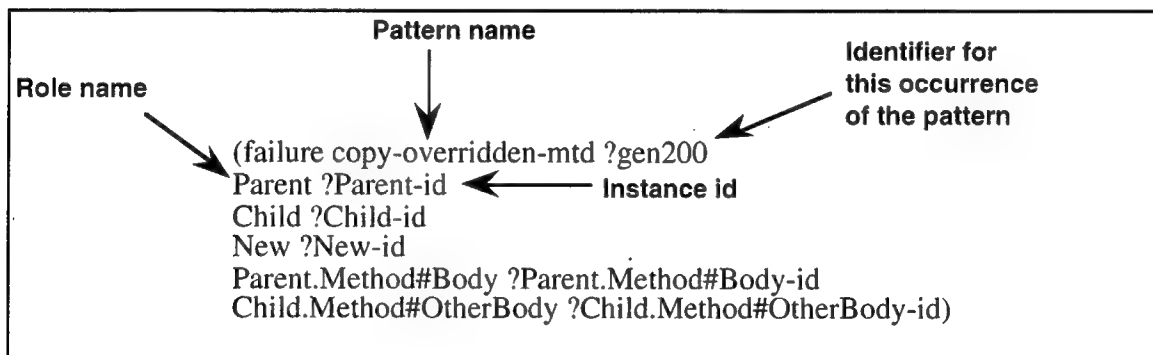 Pattern name
Identifier for
this occurrence
of the pattern
Role name
(failure copy-overridden-mtd ?gen200
Parent ?Parent-id
Instance id
Child ?Child-id
New ?New-id
Parent.Method#Body ?Parent.Method#Body-id
Child.Method#OtherBody ?Child.Method#OtherBody-id)